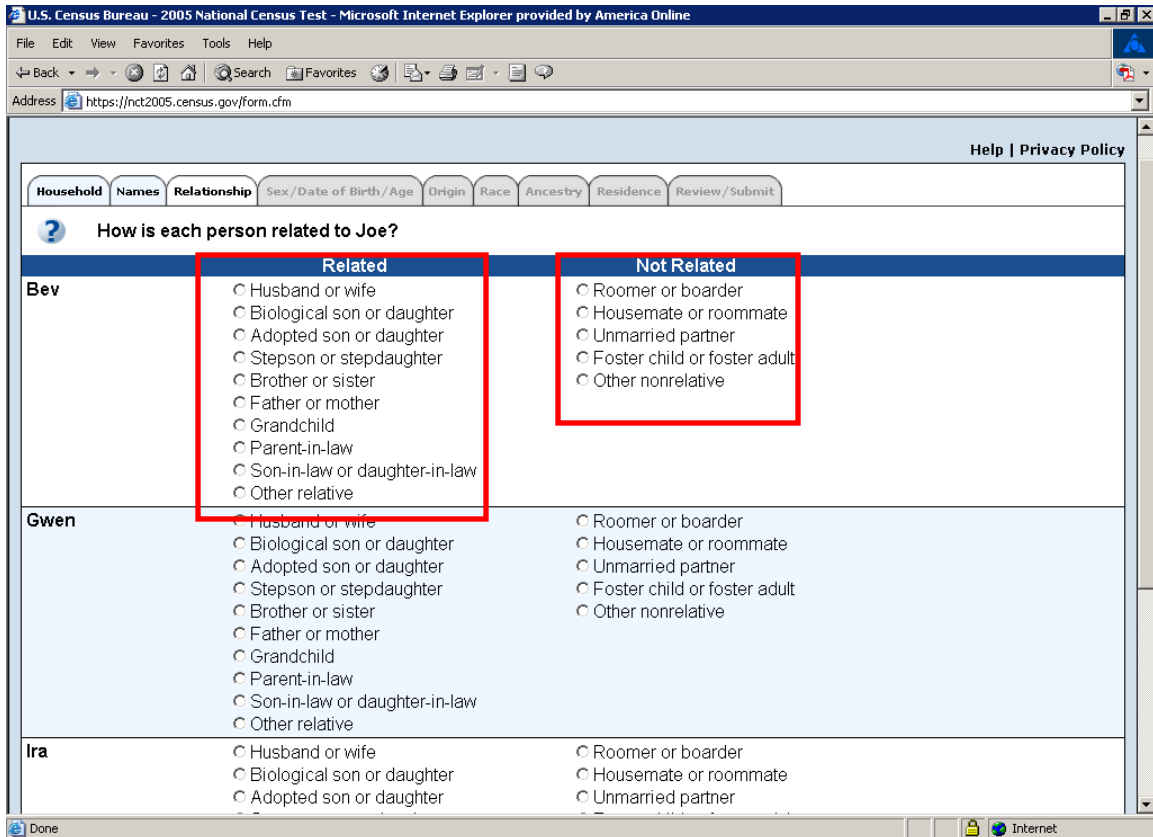 U.S. Census Bureau - 2005 National Census Test - Microsoft Internet Explorer provided by America Online
File Edit View Favorites Tools Help
Back Search Favorites
Address https://nct2005.census.gov/form.cfm
Help | Privacy Policy
Household Names Relationship Sex/Date of Birth/Age Origin Race Ancestry Residence Review/Submit
? How is each person related to Joe?
Related Not Related
Bev Husband or wife Roomer or boarder
Biological son or daughter Housemate or roommate
Adopted son or daughter Unmarried partner
Stepson or stepdaughter Foster child or foster adult
Brother or sister Other nonrelative
Father or mother
Grandchild
Parent-in-law
Son-in-law or daughter-in-law
Other relative
Gwen Husband or wife Roomer or boarder
Biological son or daughter Housemate or roommate
Adopted son or daughter Unmarried partner
Stepson or stepdaughter Foster child or foster adult
Brother or sister Other nonrelative
Father or mother
Grandchild
Parent-in-law
Son-in-law or daughter-in-law
Other relative
Ira Husband or wife Roomer or boarder
Biological son or daughter Housemate or roommate
Adopted son or daughter Unmarried partner
Done Internet